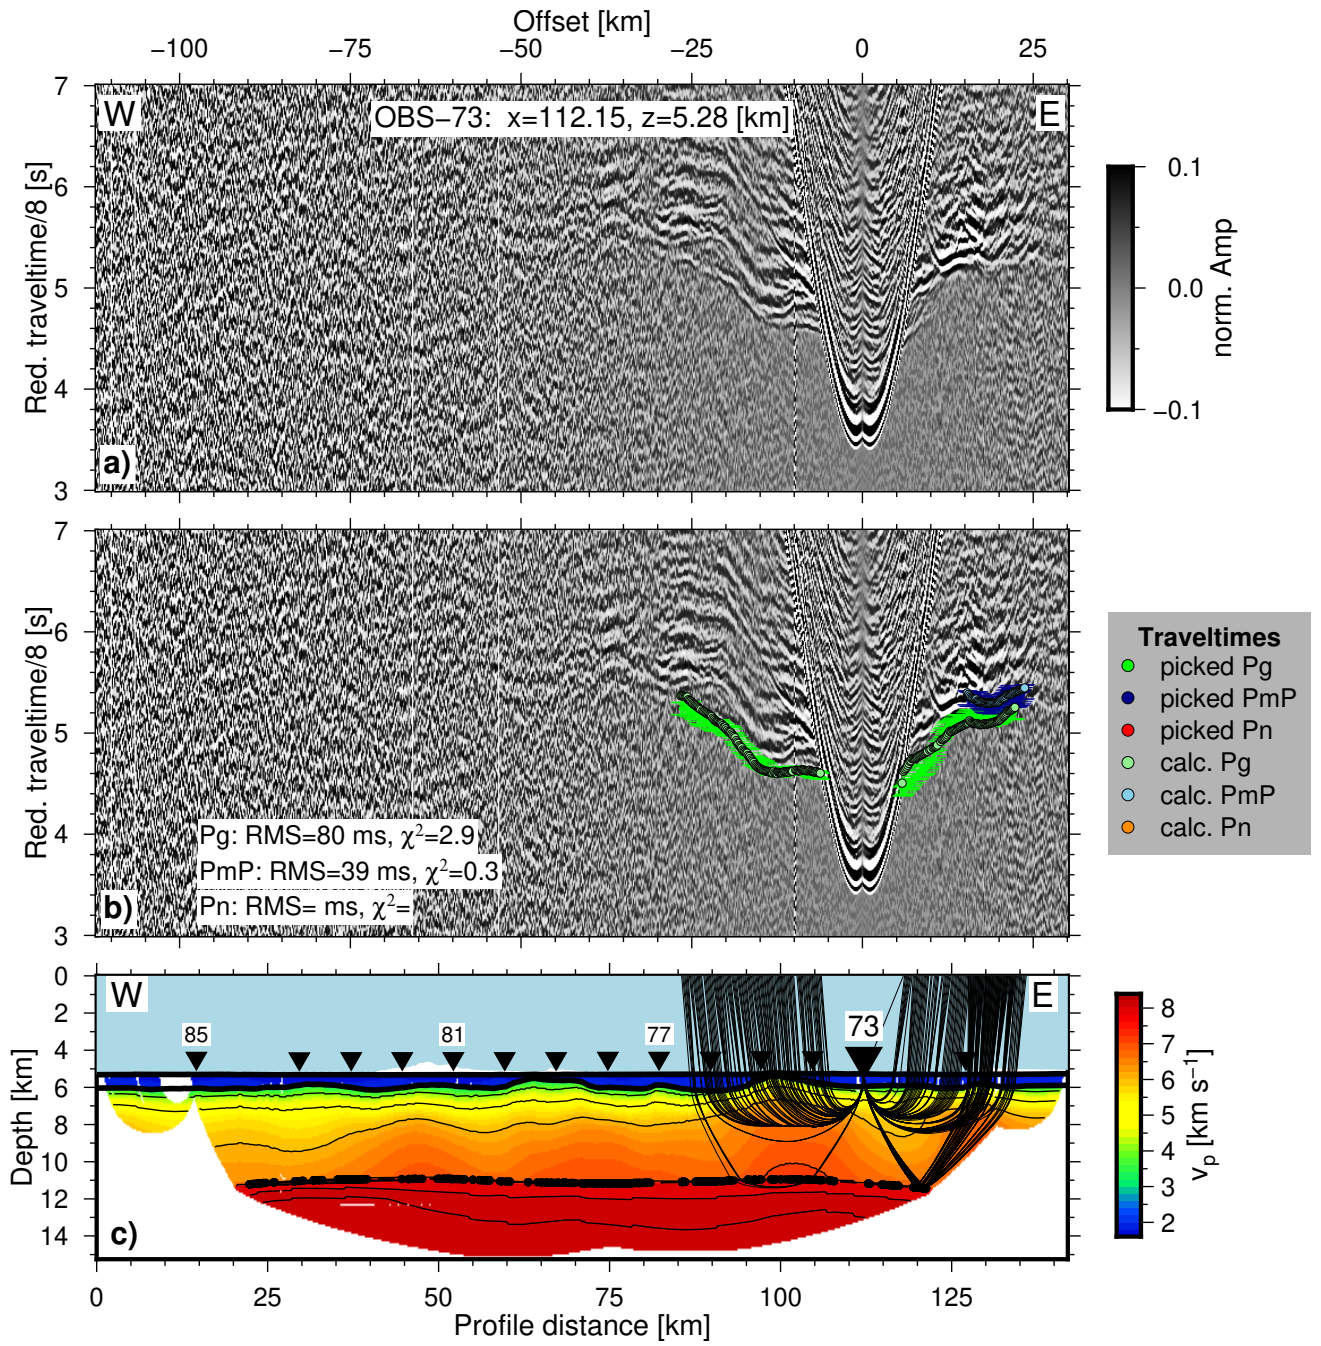 Offset [km]
−100 −75 −50 −25 0 25
W OBS−73: x=112.15, z=5.28 [km] E
Red. traveltime/8 [s]
7
6
5
4
3
a)
0.1
0.0
−0.1
norm. Amp
Red. traveltime/8 [s]
7
6
5
4
3
Pg: RMS=80 ms, χ²=2.9
PmP: RMS=39 ms, χ²=0.3
Pn: RMS= ms, χ²=
b)
Traveltimes
picked Pg
picked PmP
picked Pn
calc. Pg
calc. PmP
calc. Pn
W E
85 81 77 73
Depth [km]
0
2
4
6
8
10
12
14
c)
8
7
6
5
4
3
2
vₚ [km s⁻¹]
0 25 50 75 100 125
Profile distance [km]